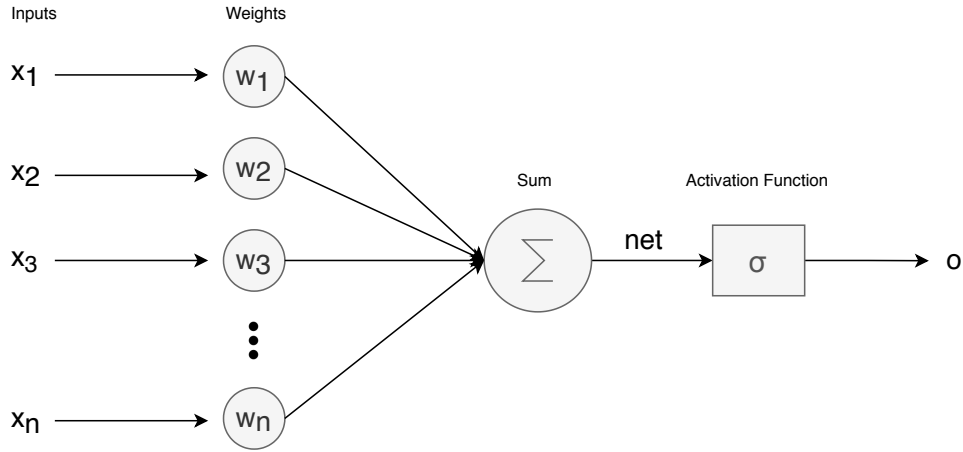 Inputs
Weights
x1
w1
x2
w2
Sum
Activation Function
x3
w3
∑
net
σ
o
xn
wn